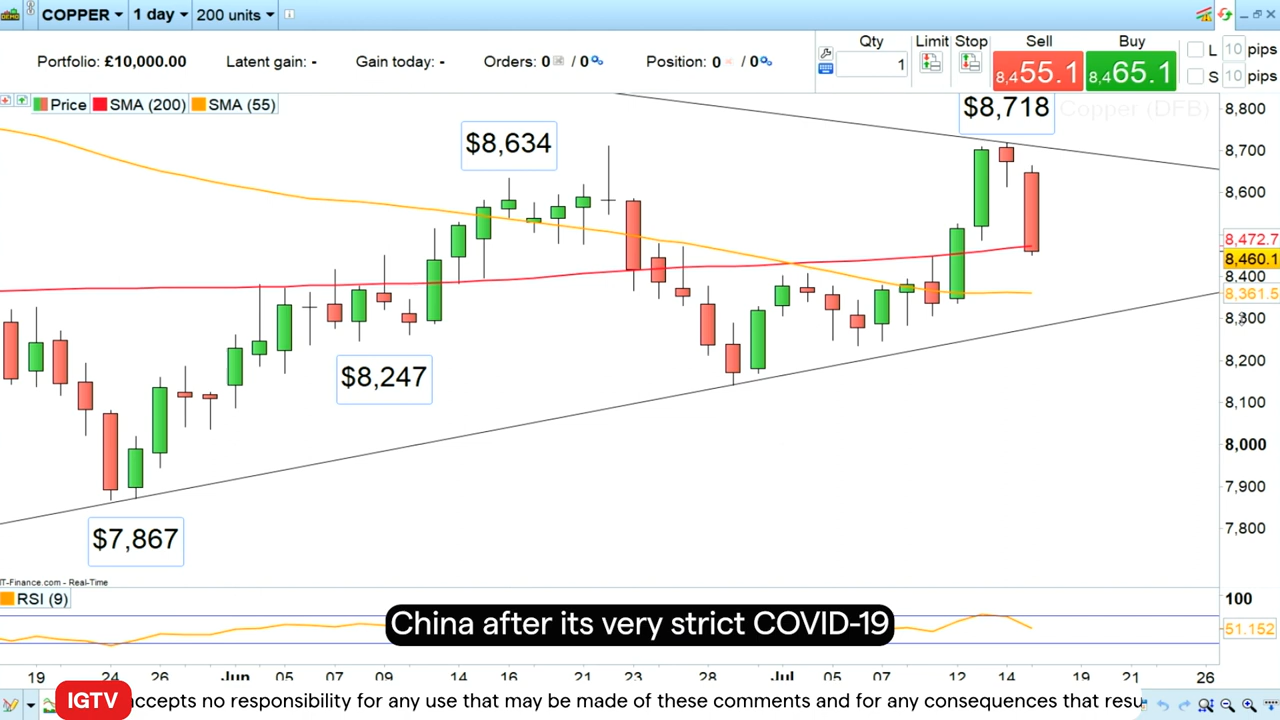 DEMO COPPER 1 day 200 units
Portfolio: £10,000.00 Latent gain: - Gain today: - Orders: 0 / 0 Position: 0 / 0
Qty Limit Stop Sell Buy
1 8,455.1 8,465.1
L 10 pips
S 10 pips
Price SMA (200) SMA (55)
Copper (DFB)
$8,718
$8,634
$8,247
$7,867
8,800
8,700
8,600
8,472.7
8,460.1
8,400
8,361.5
8,300
8,200
8,100
8,000
7,900
7,800
IT-Finance.com - Real-Time
RSI (9)
100
51.152
China after its very strict COVID-19
19 24 26 Jun 05 07 09 14 16 21 23 28 Jul 05 07 12 14 19 21 26
IGTV accepts no responsibility for any use that may be made of these comments and for any consequences that resu